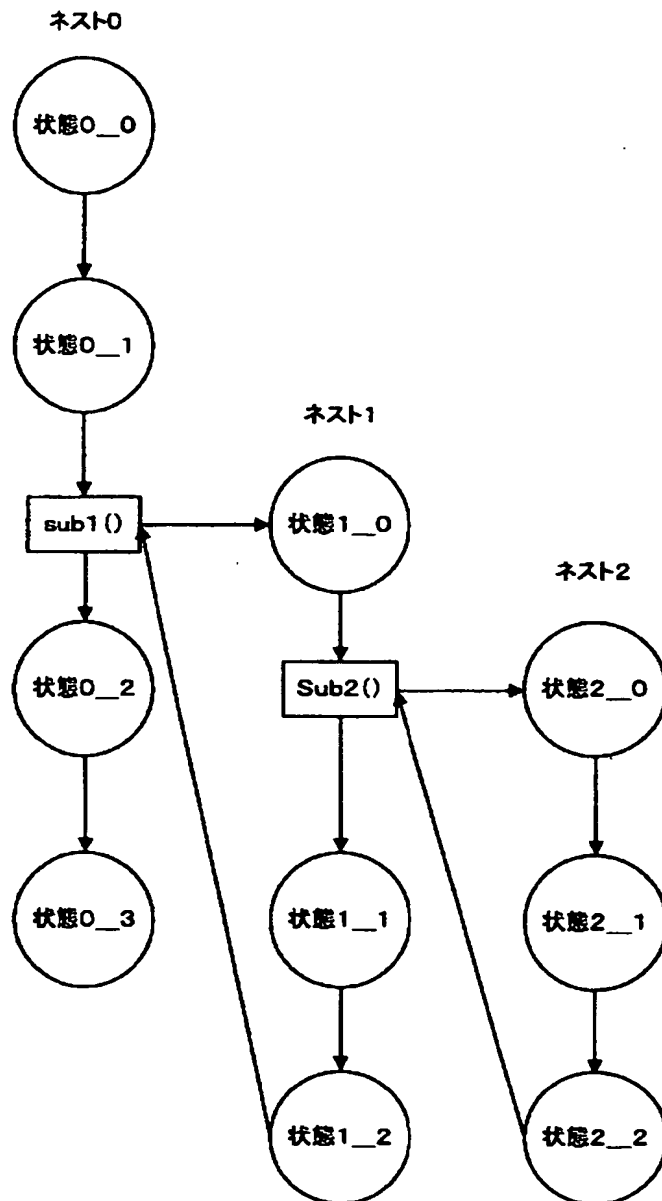 ネスト0
状態0__0
状態0__1
sub1()
状態0__2
状態0__3
ネスト1
状態1__0
Sub2()
状態1__1
状態1__2
ネスト2
状態2__0
状態2__1
状態2__2